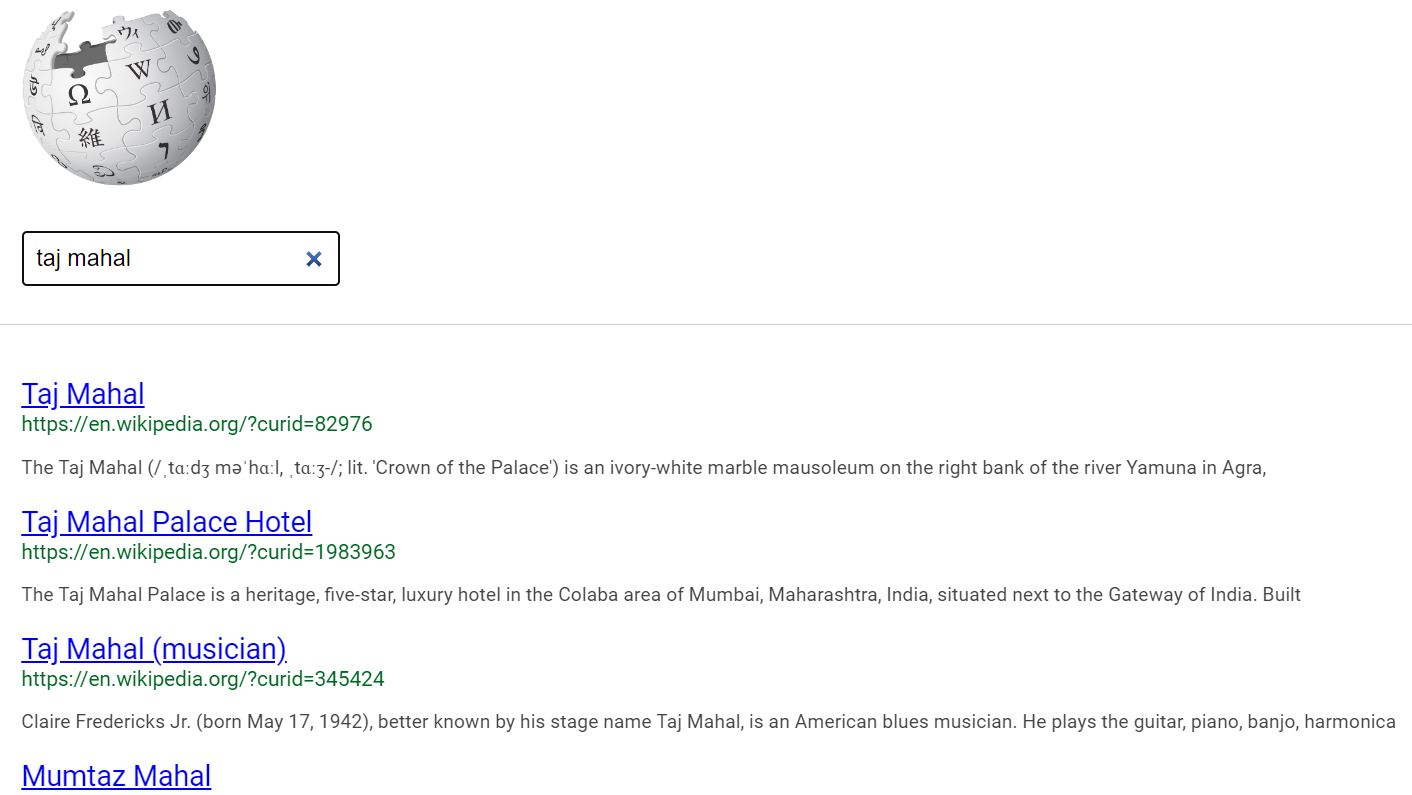 ウィ
W
Ω
И
維
taj mahal
Taj Mahal
https://en.wikipedia.org/?curid=82976
The Taj Mahal (/ˌtɑːdʒ məˈhɑːl, ˌtɑːʒ-/; lit. 'Crown of the Palace') is an ivory-white marble mausoleum on the right bank of the river Yamuna in Agra,
Taj Mahal Palace Hotel
https://en.wikipedia.org/?curid=1983963
The Taj Mahal Palace is a heritage, five-star, luxury hotel in the Colaba area of Mumbai, Maharashtra, India, situated next to the Gateway of India. Built
Taj Mahal (musician)
https://en.wikipedia.org/?curid=345424
Claire Fredericks Jr. (born May 17, 1942), better known by his stage name Taj Mahal, is an American blues musician. He plays the guitar, piano, banjo, harmonica
Mumtaz Mahal